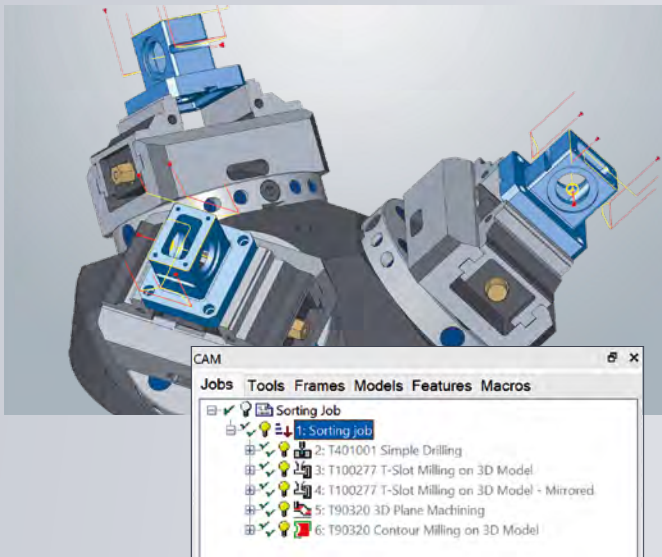 CAM
Jobs Tools Frames Models Features Macros
Sorting Job
1: Sorting job
2: T401001 Simple Drilling
3: T100277 T-Slot Milling on 3D Model
4: T100277 T-Slot Milling on 3D Model - Mirrored
5: T90320 3D Plane Machining
6: T90320 Contour Milling on 3D Model